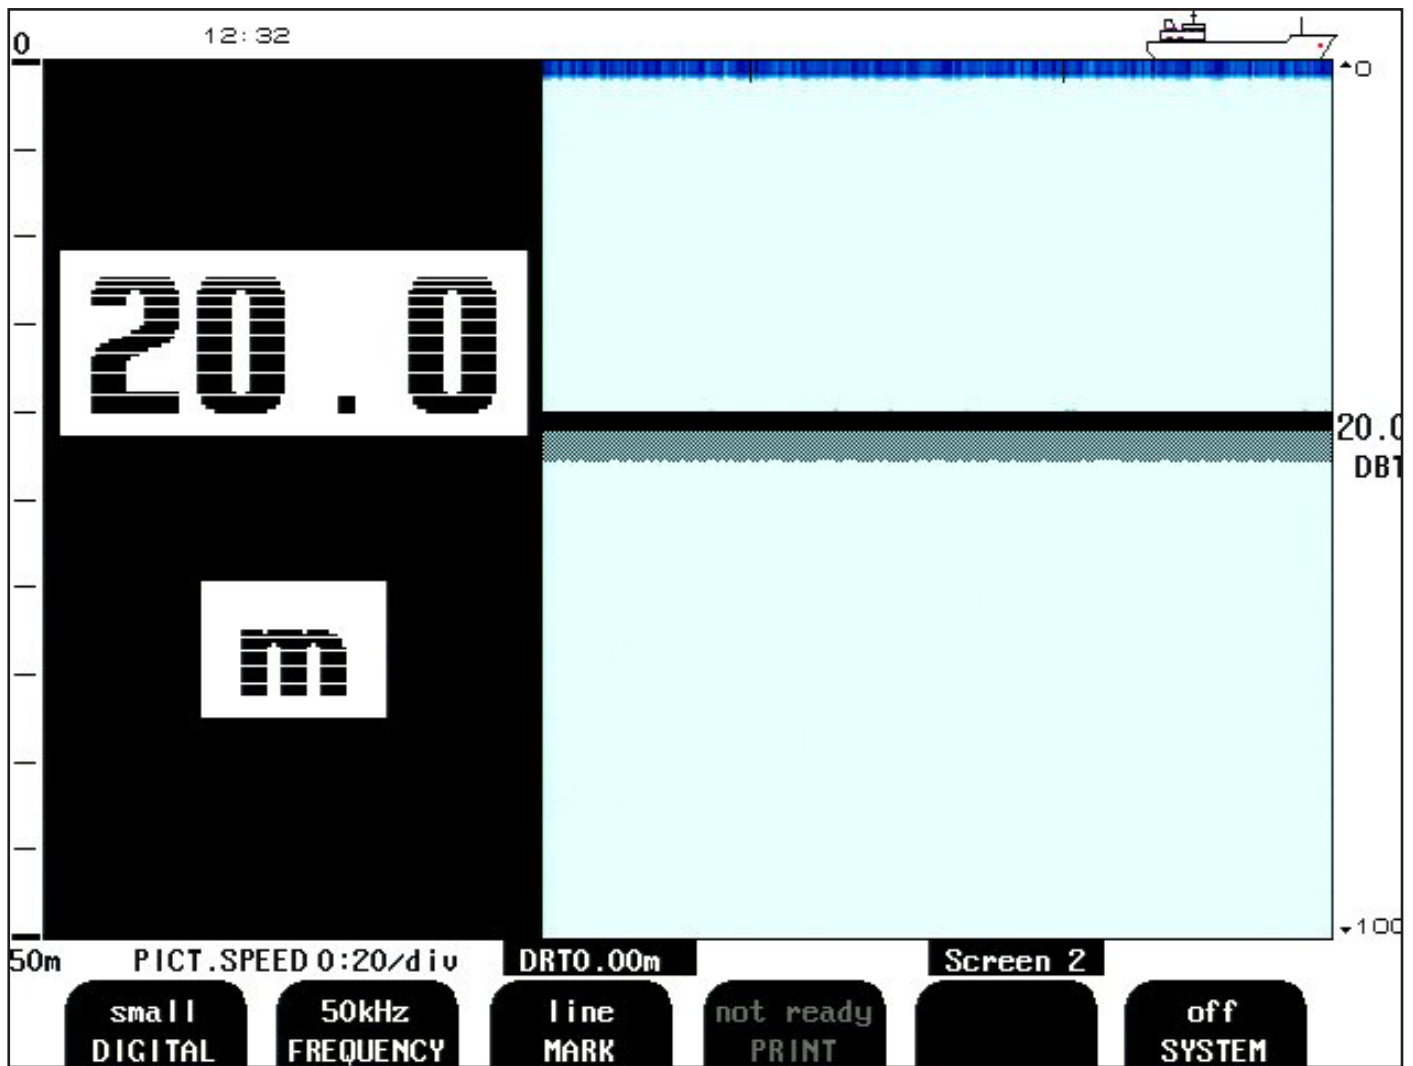 12:32
0
0
20.0
m
20.0
DBT
100
50m PICT.SPEED 0:20/div DRT0.00m Screen 2
small 50kHz line not ready off
DIGITAL FREQUENCY MARK PRINT SYSTEM